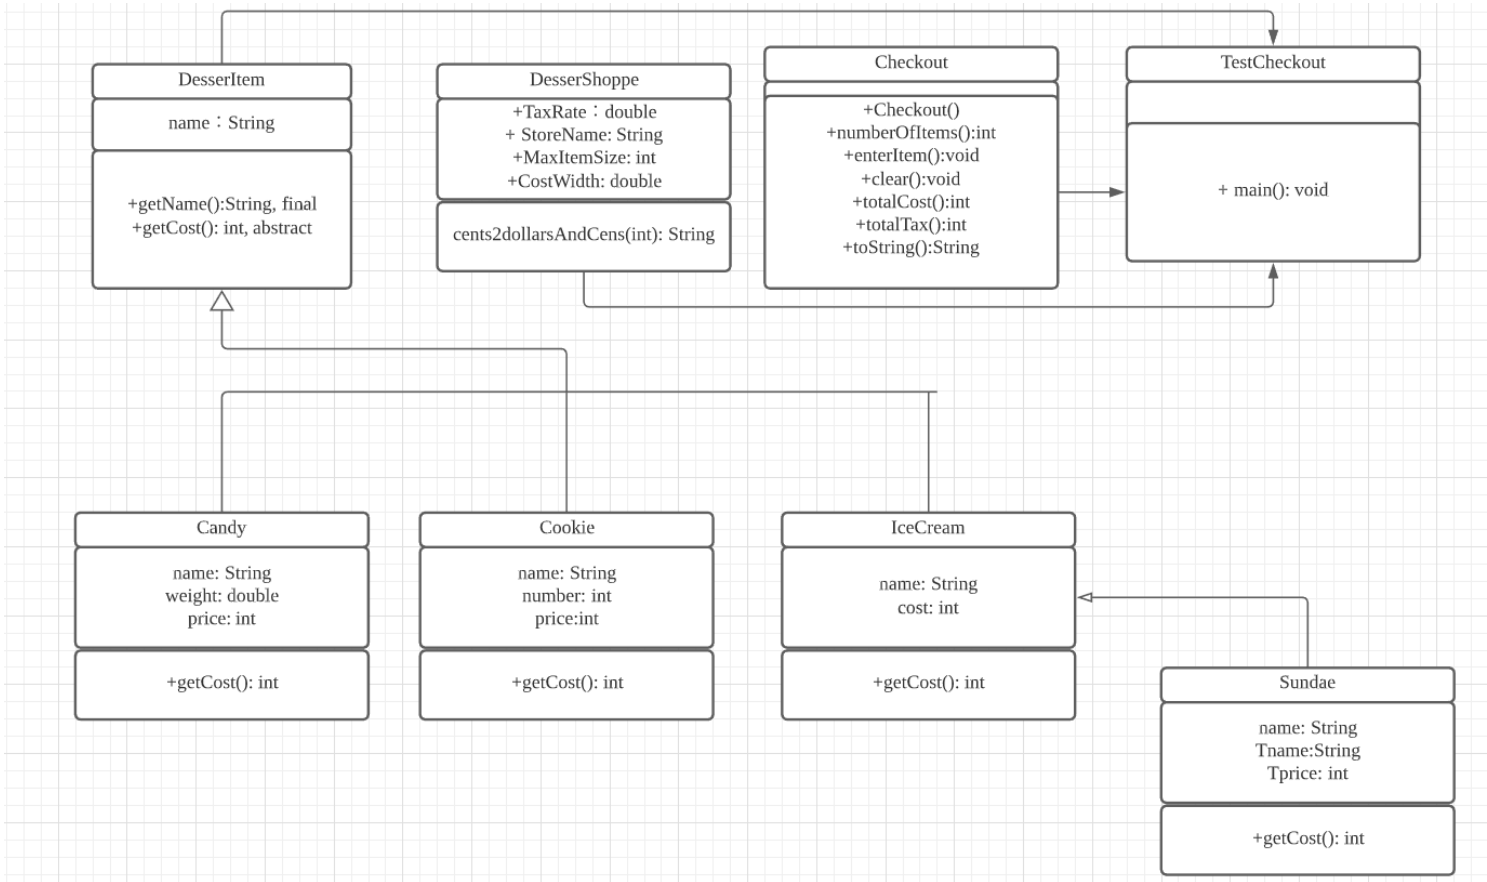 DesserItem
name：String
+getName():String, final
+getCost(): int, abstract
DesserShoppe
+TaxRate：double
+ StoreName: String
+MaxItemSize: int
+CostWidth: double
cents2dollarsAndCens(int): String
Checkout
+Checkout()
+numberOfItems():int
+enterItem():void
+clear():void
+totalCost():int
+totalTax():int
+toString():String
TestCheckout
+ main(): void
Candy
name: String
weight: double
price: int
+getCost(): int
Cookie
name: String
number: int
price:int
+getCost(): int
IceCream
name: String
cost: int
+getCost(): int
Sundae
name: String
Tname:String
Tprice: int
+getCost(): int